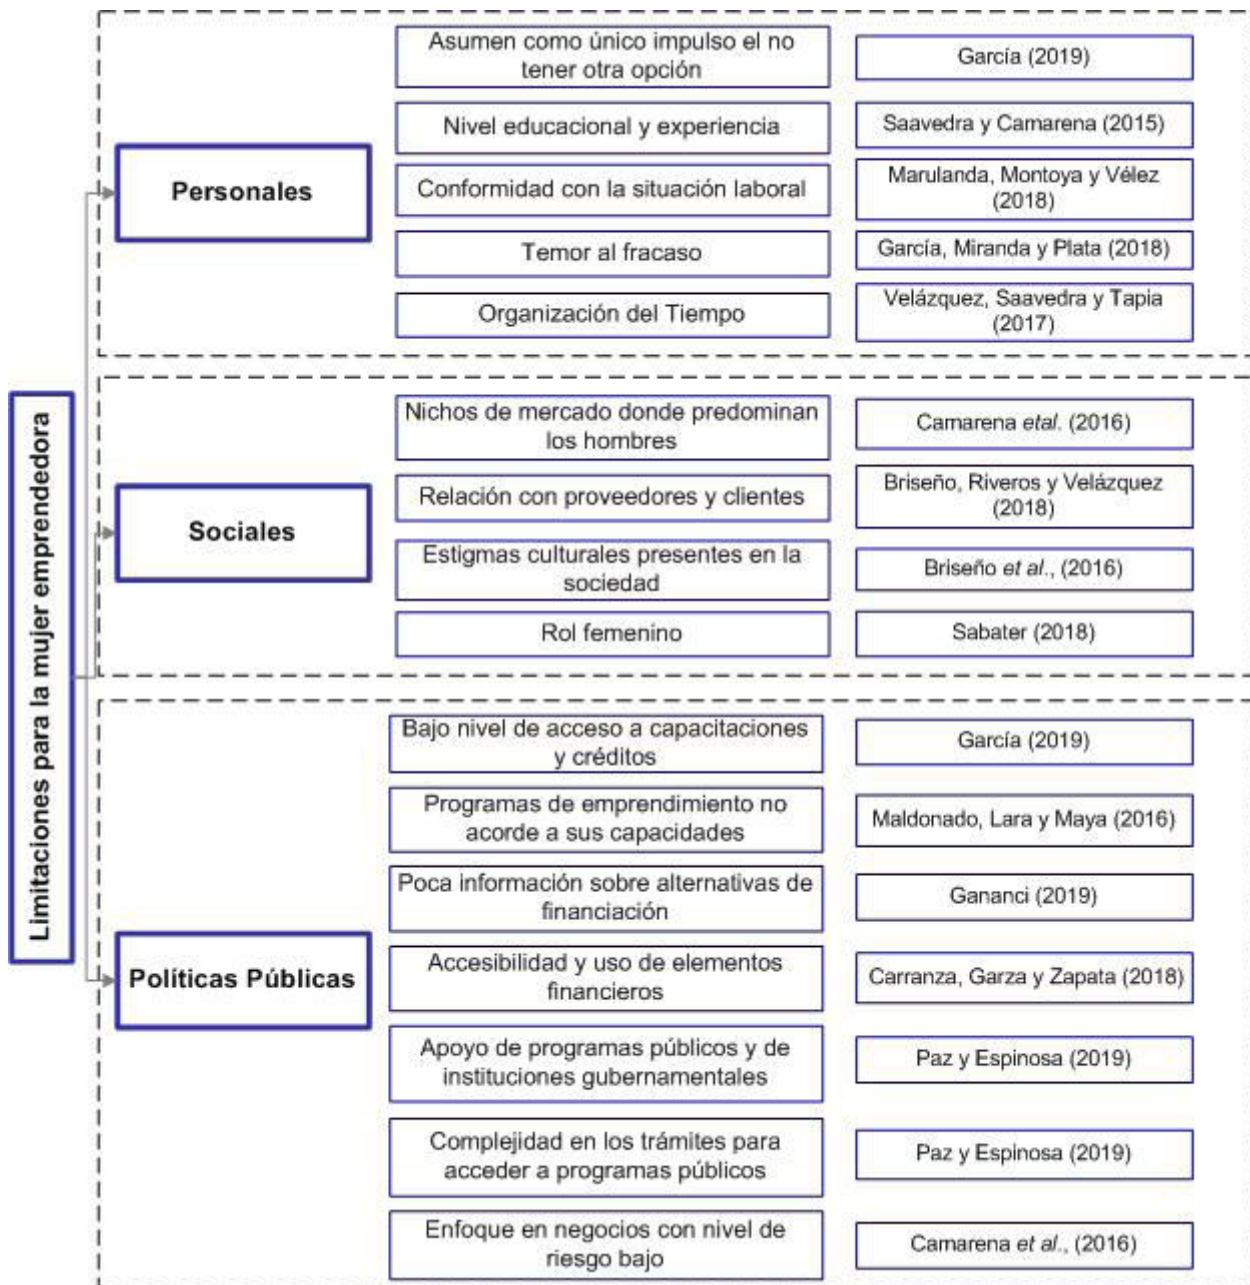 Limitaciones para la mujer emprendedora
Personales
Asumen como único impulso el no
tener otra opción
García (2019)
Nivel educacional y experiencia
Saavedra y Camarena (2015)
Conformidad con la situación laboral
Marulanda, Montoya y Vélez
(2018)
Temor al fracaso
García, Miranda y Plata (2018)
Organización del Tiempo
Velázquez, Saavedra y Tapia
(2017)
Sociales
Nichos de mercado donde predominan
los hombres
Camarena etal. (2016)
Relación con proveedores y clientes
Briseño, Riveros y Velázquez
(2018)
Estigmas culturales presentes en la
sociedad
Briseño et al., (2016)
Rol femenino
Sabater (2018)
Políticas Públicas
Bajo nivel de acceso a capacitaciones
y créditos
García (2019)
Programas de emprendimiento no
acorde a sus capacidades
Maldonado, Lara y Maya (2016)
Poca información sobre alternativas de
financiación
Gananci (2019)
Accesibilidad y uso de elementos
financieros
Carranza, Garza y Zapata (2018)
Apoyo de programas públicos y de
instituciones gubernamentales
Paz y Espinosa (2019)
Complejidad en los trámites para
acceder a programas públicos
Paz y Espinosa (2019)
Enfoque en negocios con nivel de
riesgo bajo
Camarena et al., (2016)